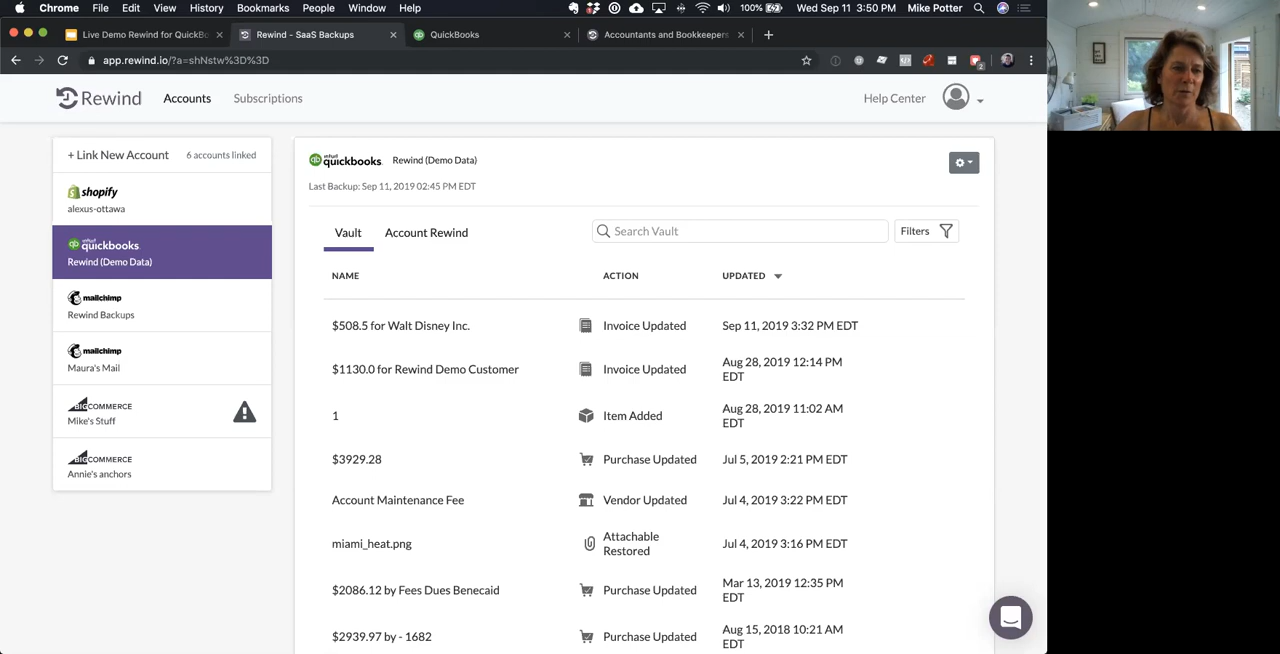 Chrome File Edit View History Bookmarks People Window Help 100% Wed Sep 11 3:50 PM Mike Potter
Live Demo Rewind for QuickBo Rewind - SaaS Backups QuickBooks Accountants and Bookkeepers
app.rewind.io/?a=shNstw%3D%3D 2
Rewind Accounts Subscriptions Help Center
+ Link New Account 6 accounts linked
shopify
alexus-ottawa
qb intuit quickbooks
Rewind (Demo Data)
mailchimp
Rewind Backups
mailchimp
Maura's Mail
BIGCOMMERCE
Mike's Stuff
BIGCOMMERCE
Annie's anchors
qb intuit quickbooks Rewind (Demo Data)
Last Backup: Sep 11, 2019 02:45 PM EDT
Vault Account Rewind Search Vault Filters
NAME ACTION UPDATED
$508.5 for Walt Disney Inc. Invoice Updated Sep 11, 2019 3:32 PM EDT
$1130.0 for Rewind Demo Customer Invoice Updated Aug 28, 2019 12:14 PM
EDT
1 Item Added Aug 28, 2019 11:02 AM
EDT
$3929.28 Purchase Updated Jul 5, 2019 2:21 PM EDT
Account Maintenance Fee Vendor Updated Jul 4, 2019 3:22 PM EDT
miami_heat.png Attachable
Restored Jul 4, 2019 3:16 PM EDT
$2086.12 by Fees Dues Benecaid Purchase Updated Mar 13, 2019 12:35 PM
EDT
$2939.97 by - 1682 Purchase Updated Aug 15, 2018 10:21 AM
EDT